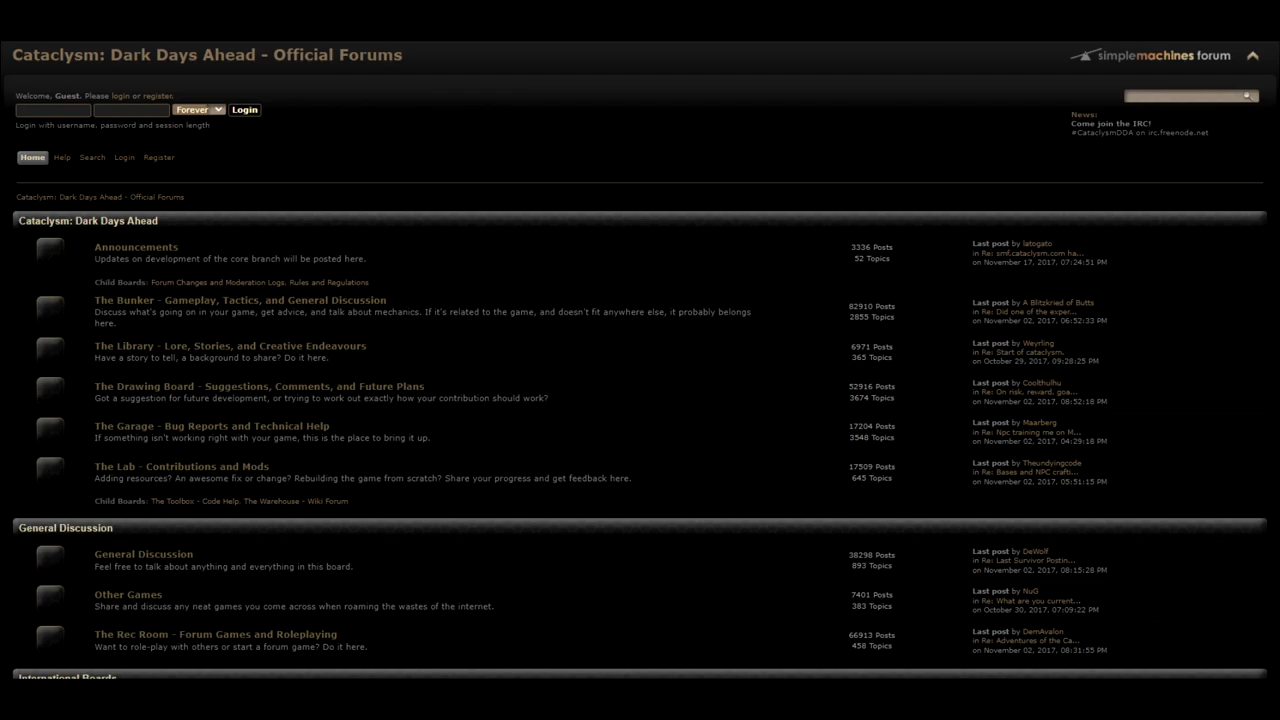 Cataclysm: Dark Days Ahead - Official Forums
simplemachines forum
Welcome, Guest. Please login or register.
Forever
Login
Login with username, password and session length
News:
Come join the IRC!
#CataclysmDDA on irc.freenode.net
Home Help Search Login Register
Cataclysm: Dark Days Ahead - Official Forums
Cataclysm: Dark Days Ahead
Announcements
Updates on development of the core branch will be posted here.
3336 Posts
52 Topics
Last post by latogato
in Re: smf.cataclysm.com ha...
on November 17, 2017, 07:24:51 PM
Child Boards: Forum Changes and Moderation Logs, Rules and Regulations
The Bunker - Gameplay, Tactics, and General Discussion
Discuss what's going on in your game, get advice, and talk about mechanics. If it's related to the game, and doesn't fit anywhere else, it probably belongs
here.
82910 Posts
2855 Topics
Last post by A Blitzkried of Butts
in Re: Did one of the exper...
on November 02, 2017, 06:52:33 PM
The Library - Lore, Stories, and Creative Endeavours
Have a story to tell, a background to share? Do it here.
6971 Posts
365 Topics
Last post by Weyrling
in Re: Start of cataclysm.
on October 29, 2017, 09:28:25 PM
The Drawing Board - Suggestions, Comments, and Future Plans
Got a suggestion for future development, or trying to work out exactly how your contribution should work?
52916 Posts
3674 Topics
Last post by Coolthulhu
in Re: On risk, reward, goa...
on November 02, 2017, 08:52:18 PM
The Garage - Bug Reports and Technical Help
If something isn't working right with your game, this is the place to bring it up.
17204 Posts
3548 Topics
Last post by Maarberg
in Re: Npc training me on M...
on November 02, 2017, 04:29:18 PM
The Lab - Contributions and Mods
Adding resources? An awesome fix or change? Rebuilding the game from scratch? Share your progress and get feedback here.
17509 Posts
645 Topics
Last post by Theundyingcode
in Re: Bases and NPC crafti...
on November 02, 2017, 05:51:15 PM
Child Boards: The Toolbox - Code Help, The Warehouse - Wiki Forum
General Discussion
General Discussion
Feel free to talk about anything and everything in this board.
38298 Posts
893 Topics
Last post by DeWolf
in Re: Last Survivor Postin...
on November 02, 2017, 08:15:28 PM
Other Games
Share and discuss any neat games you come across when roaming the wastes of the internet.
7401 Posts
383 Topics
Last post by NuG
in Re: What are you current...
on October 30, 2017, 07:09:22 PM
The Rec Room - Forum Games and Roleplaying
Want to role-play with others or start a forum game? Do it here.
66913 Posts
458 Topics
Last post by DemAvalon
in Re: Adventures of the Ca...
on November 02, 2017, 08:31:55 PM
International Boards